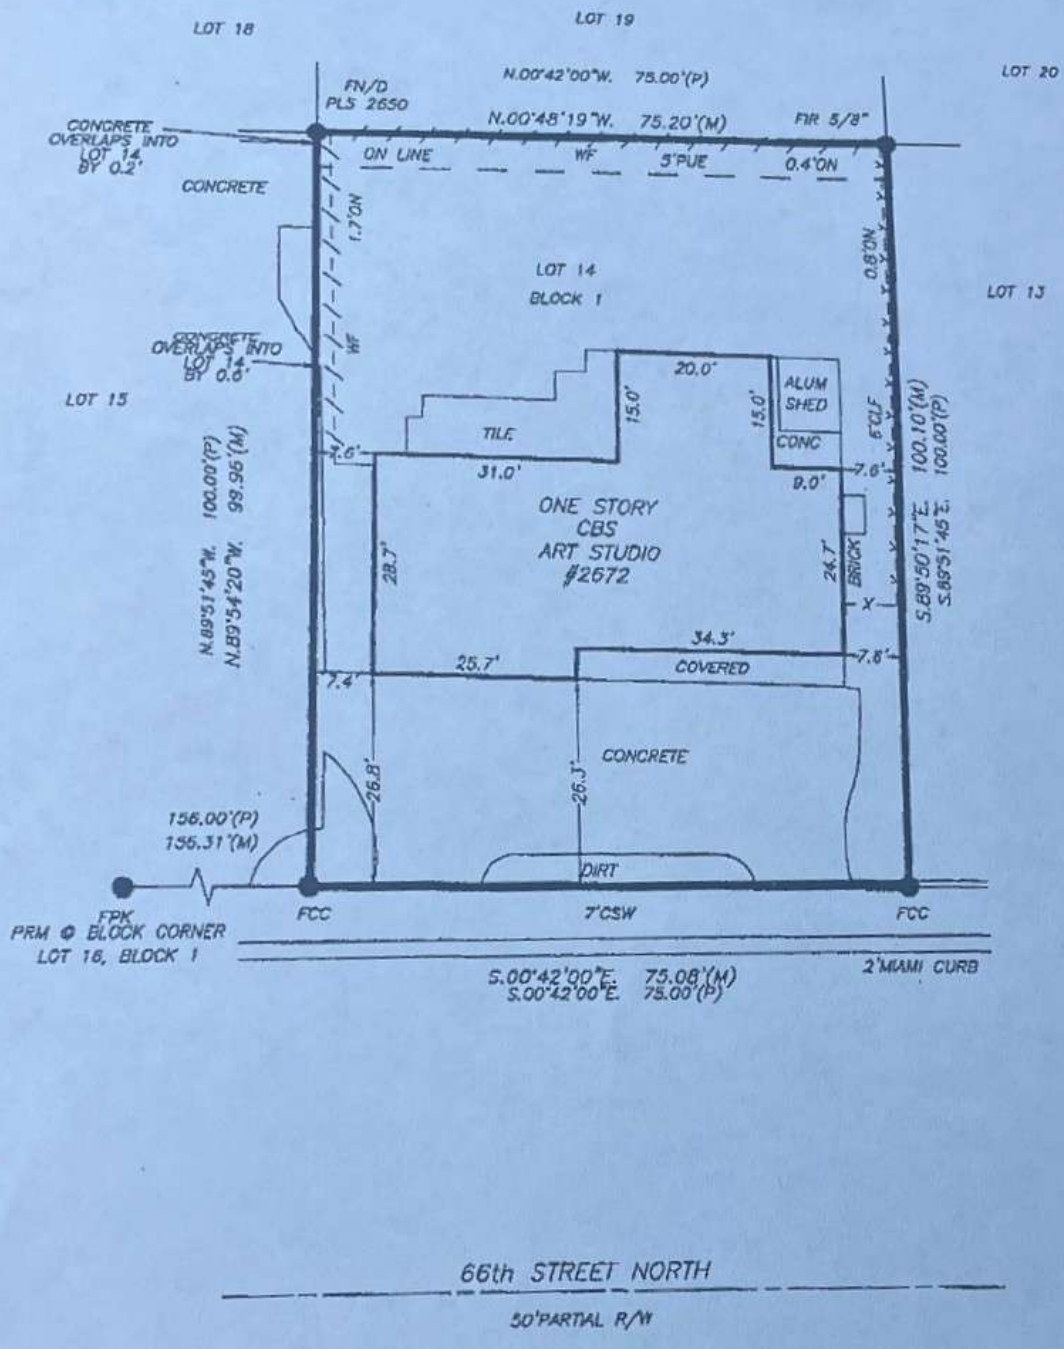 LOT 18
LOT 19
LOT 20
N.00°42'00"W. 75.00'(P)
FN/D
PLS 2650
N.00°48'19"W. 75.20'(M)
FIR 5/8"
CONCRETE
OVERLAPS INTO
LOT 14
BY 0.2'
ON LINE
WF
5'PUE
0.4'ON
CONCRETE
1.7'ON
0.8'ON
LOT 14
BLOCK 1
LOT 13
WF
CONCRETE
OVERLAPS INTO
LOT 14
BY 0.6'
LOT 15
20.0'
15.0'
15.0'
ALUM
SHED
CONC
6'CLF
TILE
31.0'
9.0'
7.6'
7.6'
N.89°51'45"W. 100.00'(P)
N.89°54'20"W. 99.96'(M)
S.89°50'17"E. 100.10'(M)
S.89°51'45"E. 100.00'(P)
ONE STORY
CBS
ART STUDIO
#2672
28.7'
24.7'
BRICK
X
34.3'
25.7'
COVERED
7.8'
7.4'
CONCRETE
26.8'
26.3'
156.00'(P)
156.31'(M)
DIRT
FPK
PRM @ BLOCK CORNER
LOT 16, BLOCK 1
FCC
7'CSW
FCC
2'MIAMI CURB
S.00°42'00"E. 75.08'(M)
S.00°42'00"E. 75.00'(P)
66th STREET NORTH
50'PARTIAL R/W